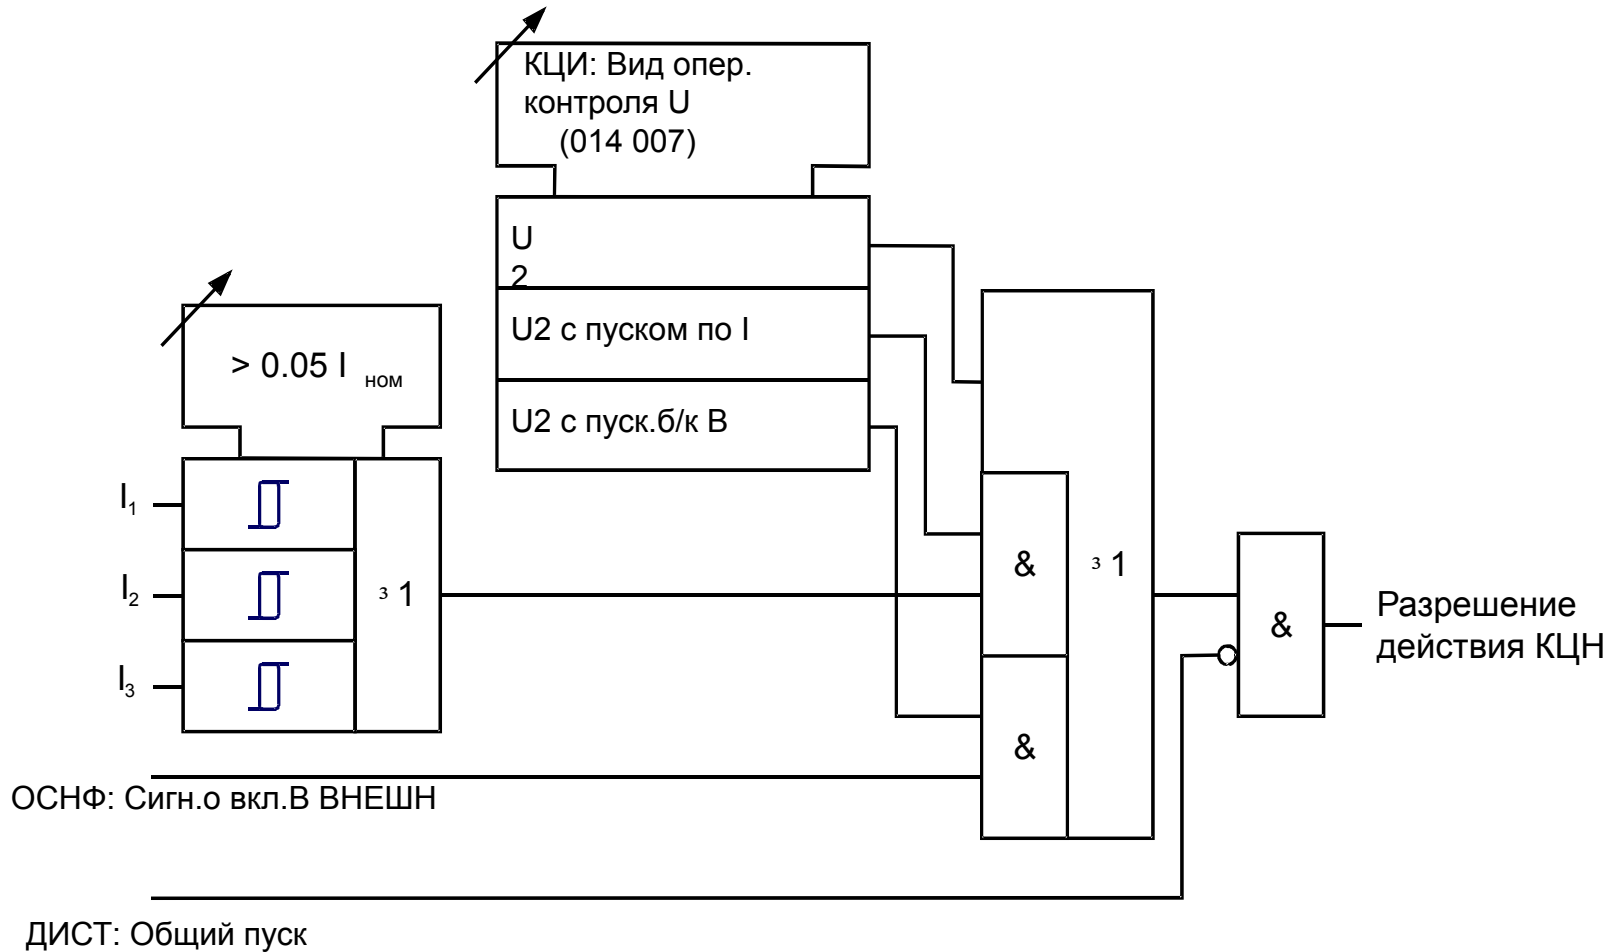 КЦИ: Вид опер.
контроля U
(014 007)
U
2
U2 с пуском по I
U2 с пуск.б/к В
> 0.05 I ном
I1
I2
I3
з 1
&
з 1
&
&
Разрешение
действия КЦН
ОСНФ: Сигн.о вкл.В ВНЕШН
ДИСТ: Общий пуск